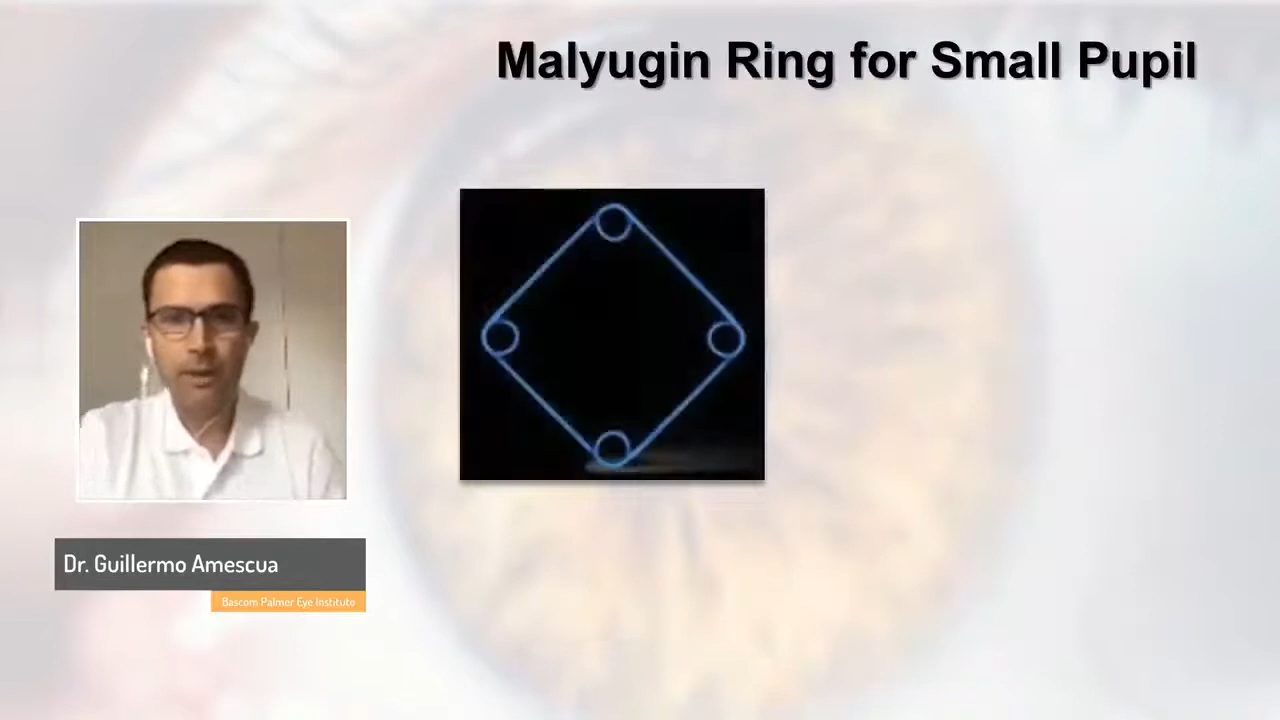 Malyugin Ring for Small Pupil
Dr. Guillermo Amescua
Bascom Palmer Eye Institute